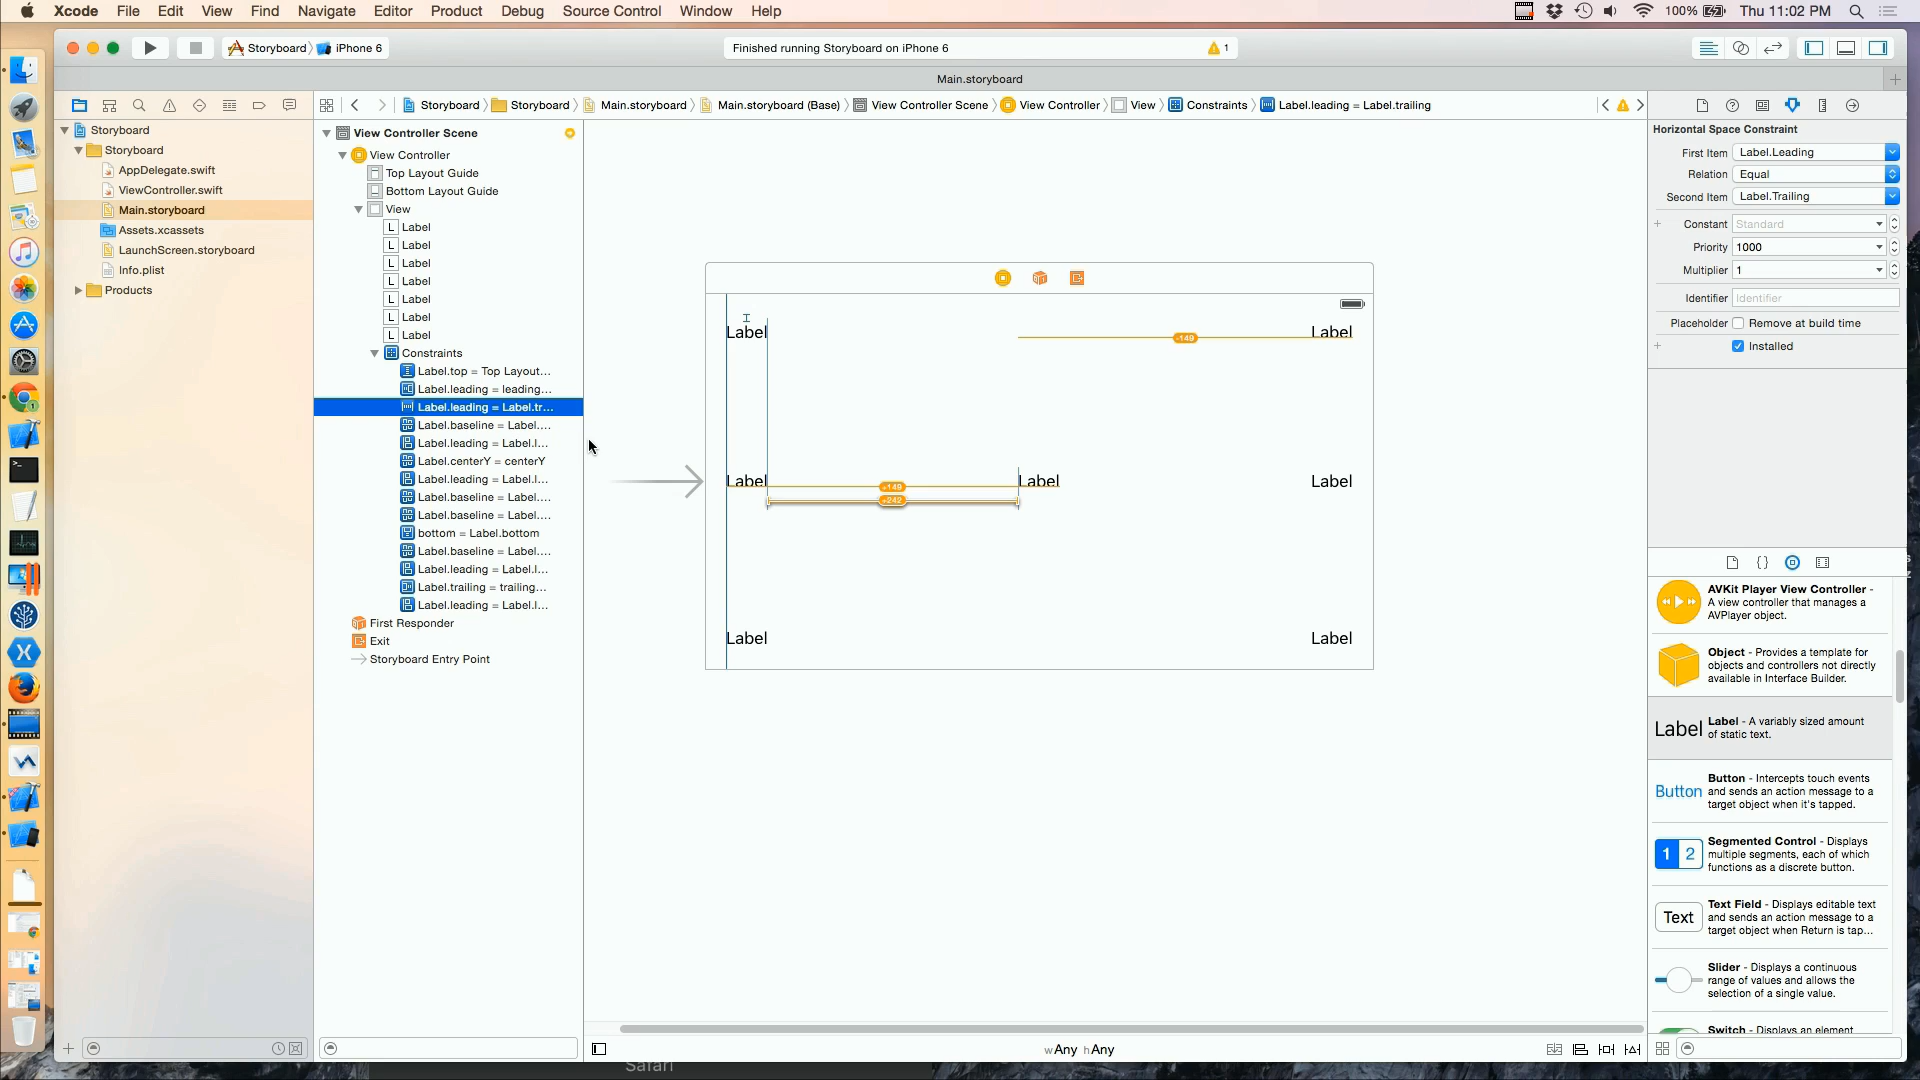 Xcode File Edit View Find Navigate Editor Product Debug Source Control Window Help 100% Thu 11:02 PM
Storyboard iPhone 6 Finished running Storyboard on iPhone 6 1
Main.storyboard
Storyboard Storyboard Main.storyboard Main.storyboard (Base) View Controller Scene View Controller View Constraints Label.leading = Label.trailing
Storyboard
Storyboard
AppDelegate.swift
ViewController.swift
Main.storyboard
Assets.xcassets
LaunchScreen.storyboard
Info.plist
Products
View Controller Scene
View Controller
Top Layout Guide
Bottom Layout Guide
View
L Label
L Label
L Label
L Label
L Label
L Label
L Label
Constraints
Label.top = Top Layout...
Label.leading = leading...
Label.leading = Label.tr...
Label.baseline = Label....
Label.leading = Label.l...
Label.centerY = centerY
Label.leading = Label.l...
Label.baseline = Label....
Label.baseline = Label....
bottom = Label.bottom
Label.baseline = Label....
Label.leading = Label.l...
Label.trailing = trailing...
Label.leading = Label.l...
First Responder
Exit
Storyboard Entry Point
Label -149 Label
Label +149 Label Label
+242
Label Label
wAny hAny
Horizontal Space Constraint
First Item Label.Leading
Relation Equal
Second Item Label.Trailing
+ Constant Standard
Priority 1000
Multiplier 1
Identifier Identifier
Placeholder Remove at build time
+ Installed
AVKit Player View Controller -
A view controller that manages a
AVPlayer object.
Object - Provides a template for
objects and controllers not directly
available in Interface Builder.
Label Label - A variably sized amount
of static text.
Button Button - Intercepts touch events
and sends an action message to a
target object when it's tapped.
1 2 Segmented Control - Displays
multiple segments, each of which
functions as a discrete button.
Text Text Field - Displays editable text
and sends an action message to a
target object when Return is tap...
Slider - Displays a continuous
range of values and allows the
selection of a single value.
Switch - Displays an element
Safari